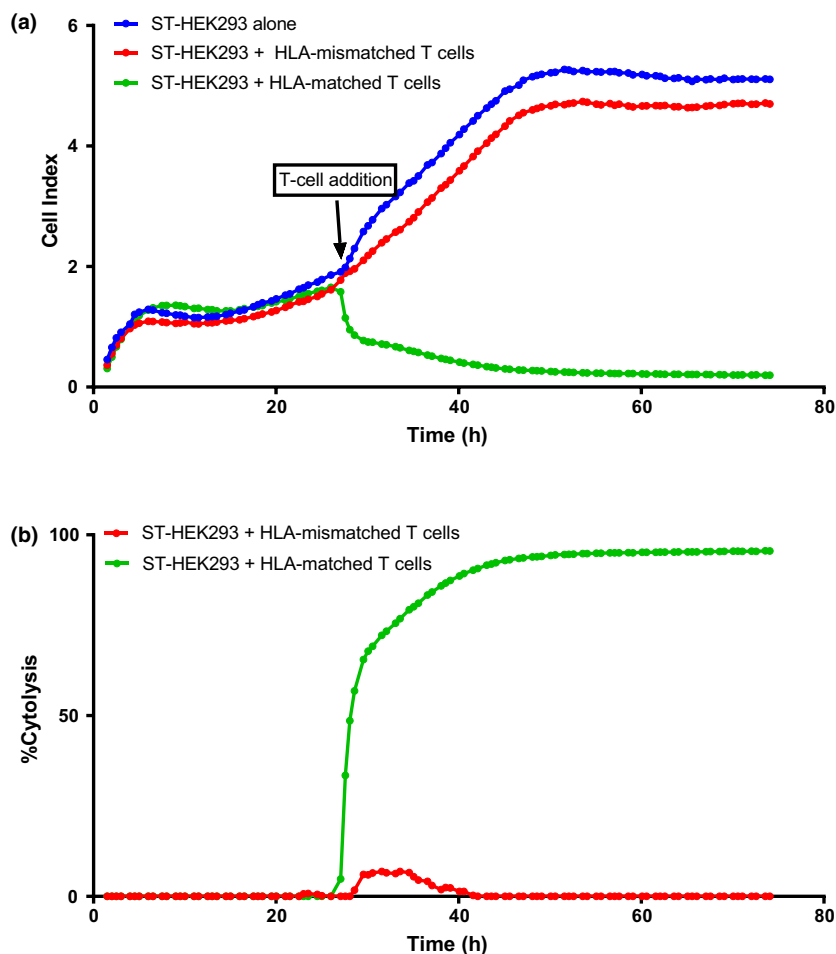 (a)
ST-HEK293 alone
ST-HEK293 + HLA-mismatched T cells
ST-HEK293 + HLA-matched T cells
6
4
2
0
Cell Index
T-cell addition
0
20
40
60
80
Time (h)
(b)
ST-HEK293 + HLA-mismatched T cells
ST-HEK293 + HLA-matched T cells
100
50
0
%Cytolysis
0
20
40
60
80
Time (h)